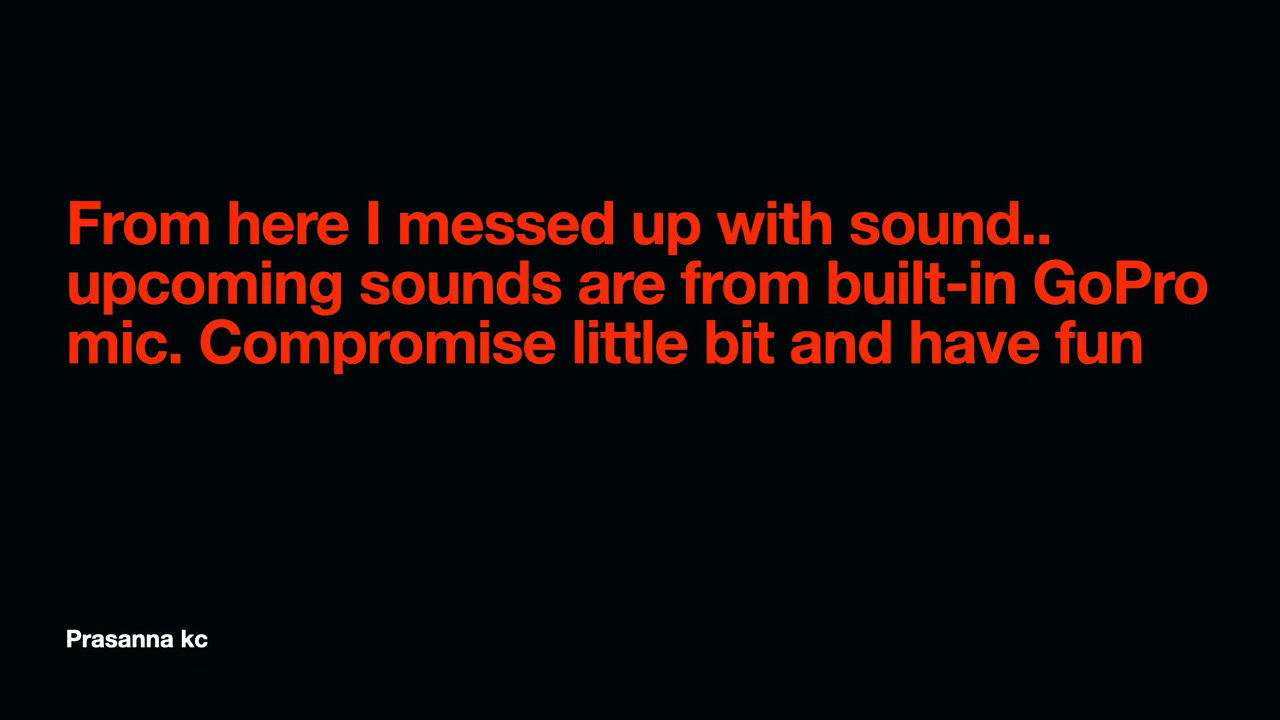 From here I messed up with sound..
upcoming sounds are from built-in GoPro
mic. Compromise little bit and have fun
Prasanna kc